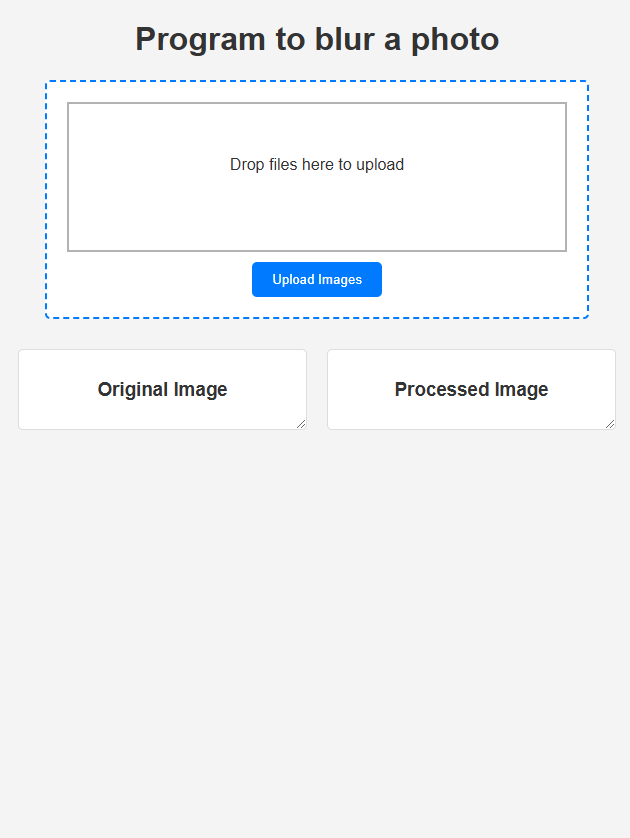 Program to blur a photo
Drop files here to upload
Upload Images
Original Image
Processed Image